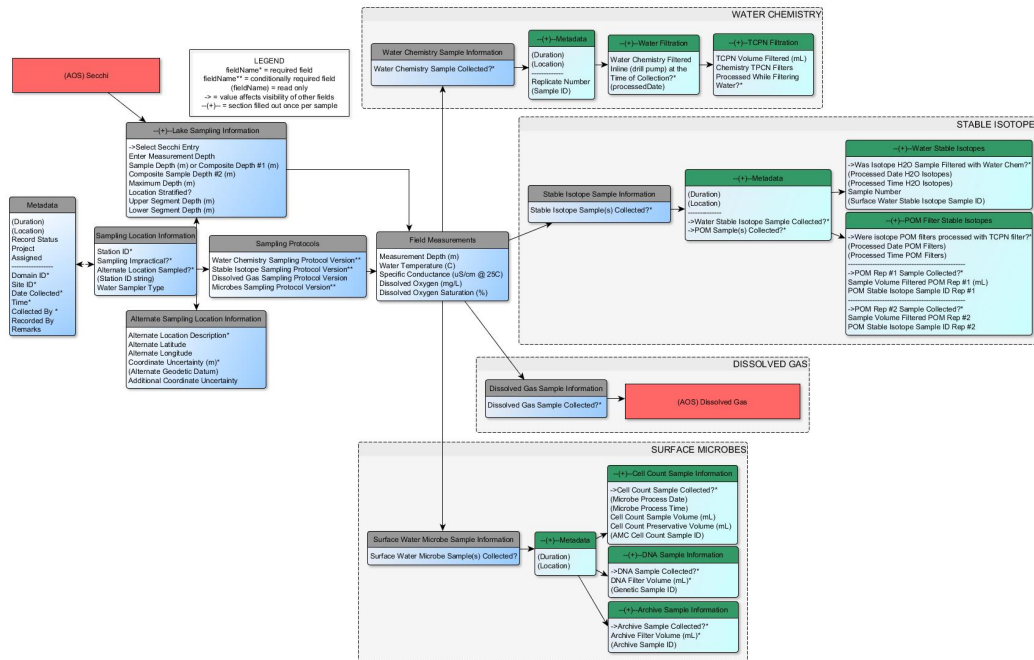 WATER CHEMISTRY
Water Chemistry Sample Information
Water Chemistry Sample Collected?*
--(+)--Metadata
(Duration)
(Location)
--------------
Replicate Number
(Sample ID)
--(+)--Water Filtration
Water Chemistry Filtered
Inline (drill pump) at the
Time of Collection?*
(processedDate)
--(+)--TCPN Filtration
TCPN Volume Filtered (mL)
Chemistry TCPN Filters
Processed While Filtering
Water?*
(AOS) Secchi
LEGEND
fieldName* = required field
fieldName** = conditionally required field
(fieldName) = read only
-> = value affects visibility of other fields
--(+)-- = section filled out once per sample
--(+)--Lake Sampling Information
->Select Secchi Entry
Enter Measurement Depth
Sample Depth (m) or Composite Depth #1 (m)
Composite Sample Depth #2 (m)
Maximum Depth (m)
Location Stratified?
Upper Segment Depth (m)
Lower Segment Depth (m)
Metadata
(Duration)
(Location)
Record Status
Project
Assigned
--------------
Domain ID*
Site ID*
Date Collected*
Time*
Collected By *
Recorded By
Remarks
Sampling Location Information
Station ID*
Sampling Impractical?*
Alternate Location Sampled?*
(Station ID string)
Water Sampler Type
Sampling Protocols
Water Chemistry Sampling Protocol Version**
Stable Isotope Sampling Protocol Version**
Dissolved Gas Sampling Protocol Version
Microbes Sampling Protocol Version**
Alternate Sampling Location Information
Alternate Location Description*
Alternate Latitude
Alternate Longitude
Coordinate Uncertainty (m)*
(Alternate Geodetic Datum)
Additional Coordinate Uncertainty
Field Measurements
Measurement Depth (m)
Water Temperature (C)
Specific Conductance (uS/cm @ 25C)
Dissolved Oxygen (mg/L)
Dissolved Oxygen Saturation (%)
STABLE ISOTOPE
Stable Isotope Sample Information
Stable Isotope Sample(s) Collected?*
--(+)--Metadata
(Duration)
(Location)
--------------
->Water Stable Isotope Sample Collected?*
->POM Sample(s) Collected?*
--(+)--Water Stable Isotopes
->Was Isotope H2O Sample Filtered with Water Chem?*
(Processed Date H2O Isotopes)
(Processed Time H2O Isotopes)
Sample Number
(Surface Water Stable Isotope Sample ID)
--(+)--POM Filter Stable Isotopes
->Were isotope POM filters processed with TCPN filter?*
(Processed Date POM Filters)
(Processed Time POM Filters)
--------------------------------------------------
->POM Rep #1 Sample Collected?*
Sample Volume Filtered POM Rep #1 (mL)
POM Stable Isotope Sample ID Rep #1
--------------------------------------------------
->POM Rep #2 Sample Collected?*
Sample Volume Filtered POM Rep #2
POM Stable Isotope Sample ID Rep #2
DISSOLVED GAS
Dissolved Gas Sample Information
Dissolved Gas Sample Collected?*
(AOS) Dissolved Gas
SURFACE MICROBES
Surface Water Microbe Sample Information
Surface Water Microbe Sample(s) Collected?
--(+)--Metadata
(Duration)
(Location)
--(+)--Cell Count Sample Information
->Cell Count Sample Collected?*
(Microbe Process Date)
(Microbe Process Time)
Cell Count Sample Volume (mL)
Cell Count Preservative Volume (mL)
(AMC Cell Count Sample ID)
--(+)--DNA Sample Information
->DNA Sample Collected?*
DNA Filter Volume (mL)*
(Genetic Sample ID)
--(+)--Archive Sample Information
->Archive Sample Collected?*
Archive Filter Volume (mL)*
(Archive Sample ID)